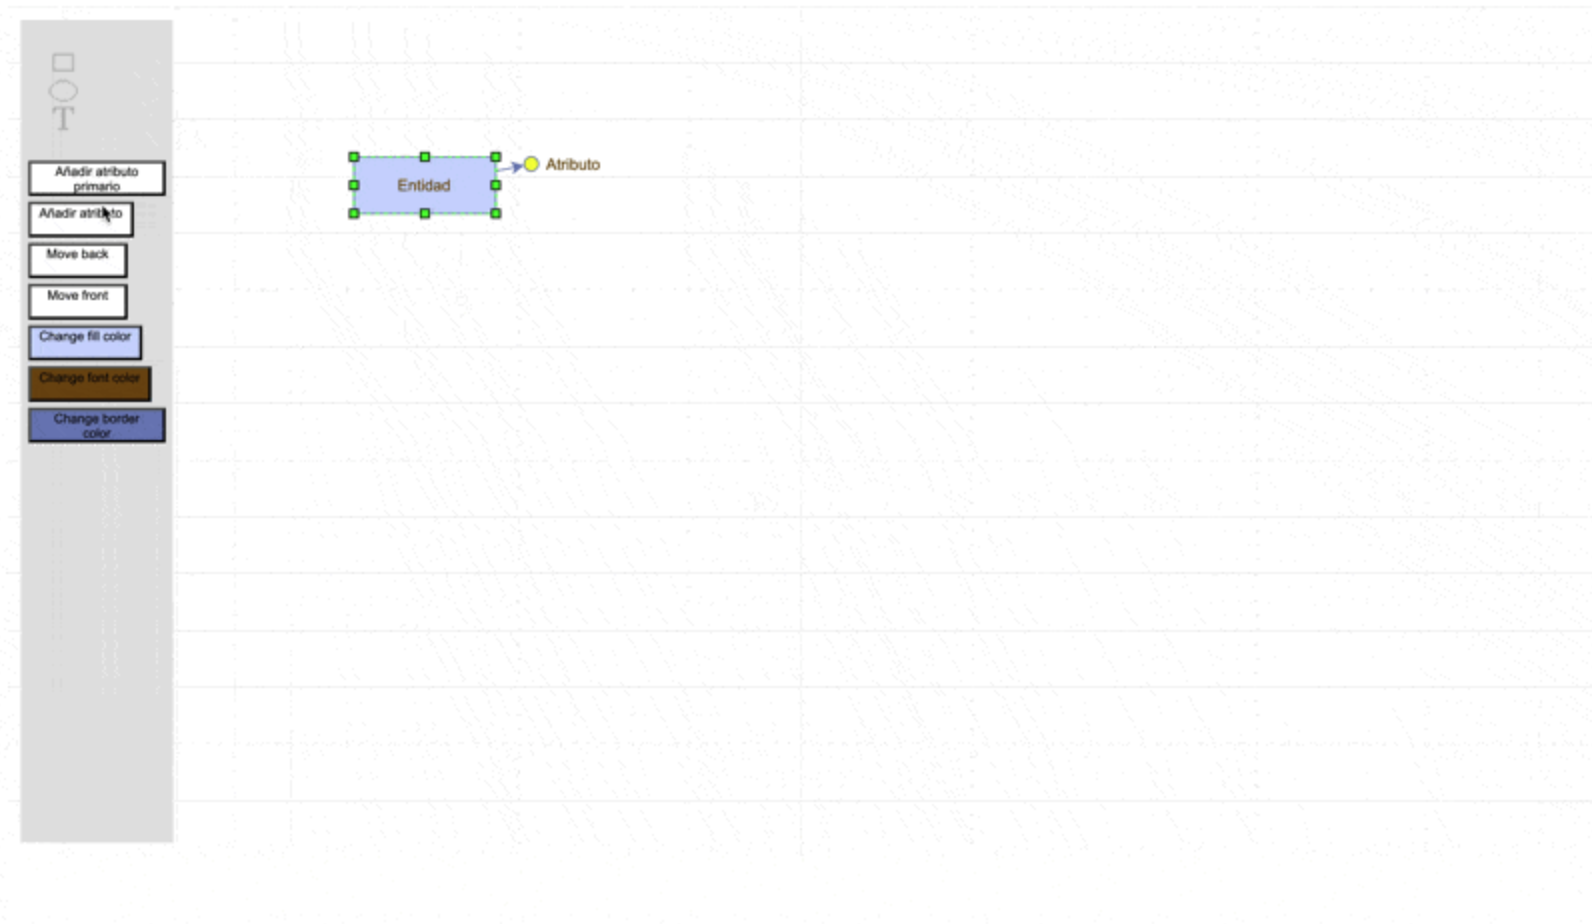 T
Añadir atributo
primario
Añadir atributo
Move back
Move front
Change fill color
Change font color
Change border
color
Entidad
Atributo